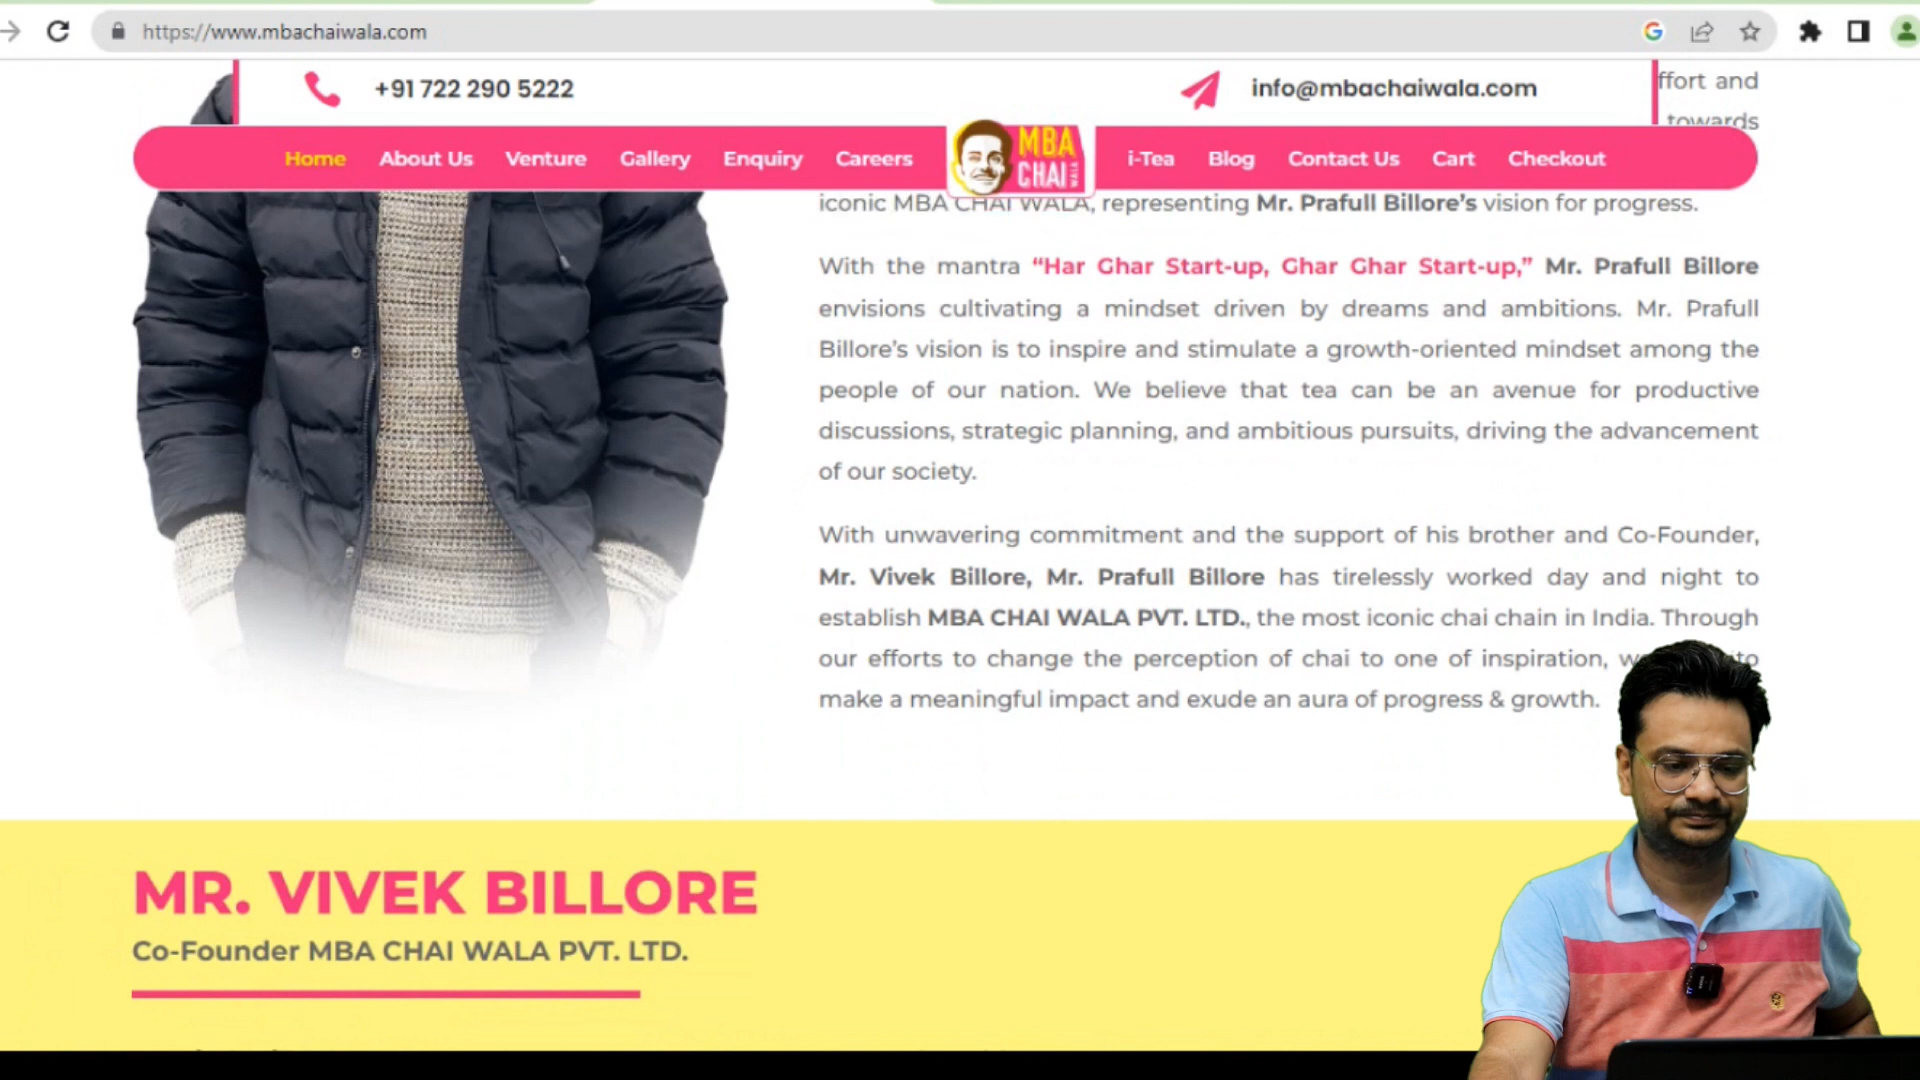 https://www.mbachaiwala.com
+91 722 290 5222
info@mbachaiwala.com
ffort and
towards
Home About Us Venture Gallery Enquiry Careers
MBA
CHAI
WALA
i-Tea Blog Contact Us Cart Checkout
iconic MBA CHAI WALA, representing Mr. Prafull Billore’s vision for progress.
With the mantra “Har Ghar Start-up, Ghar Ghar Start-up,” Mr. Prafull Billore
envisions cultivating a mindset driven by dreams and ambitions. Mr. Prafull
Billore’s vision is to inspire and stimulate a growth-oriented mindset among the
people of our nation. We believe that tea can be an avenue for productive
discussions, strategic planning, and ambitious pursuits, driving the advancement
of our society.
With unwavering commitment and the support of his brother and Co-Founder,
Mr. Vivek Billore, Mr. Prafull Billore has tirelessly worked day and night to
establish MBA CHAI WALA PVT. LTD., the most iconic chai chain in India. Through
our efforts to change the perception of chai to one of inspiration, to
make a meaningful impact and exude an aura of progress & growth.
MR. VIVEK BILLORE
Co-Founder MBA CHAI WALA PVT. LTD.